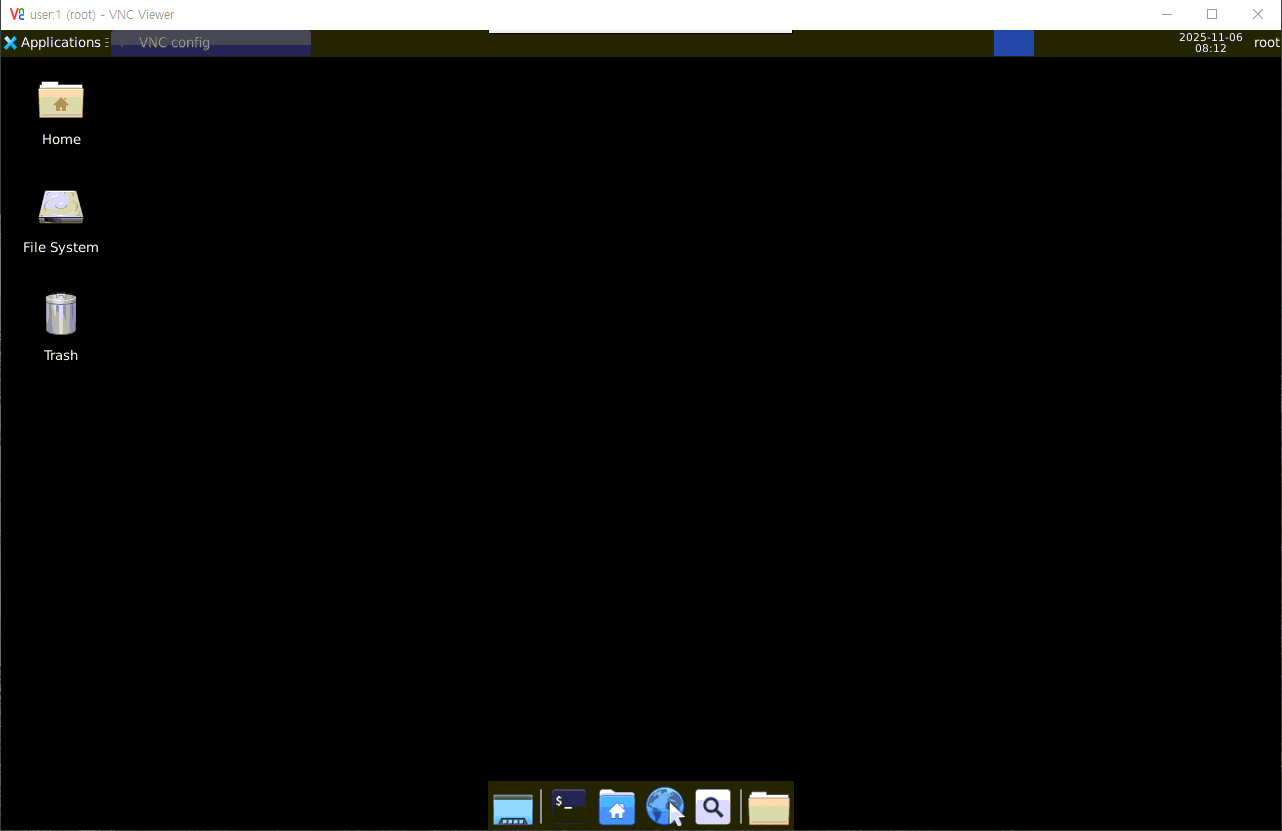 user:1 (root) - VNC Viewer
Applications
VNC config
2025-11-06
08:12
root
Home
File System
Trash
$_